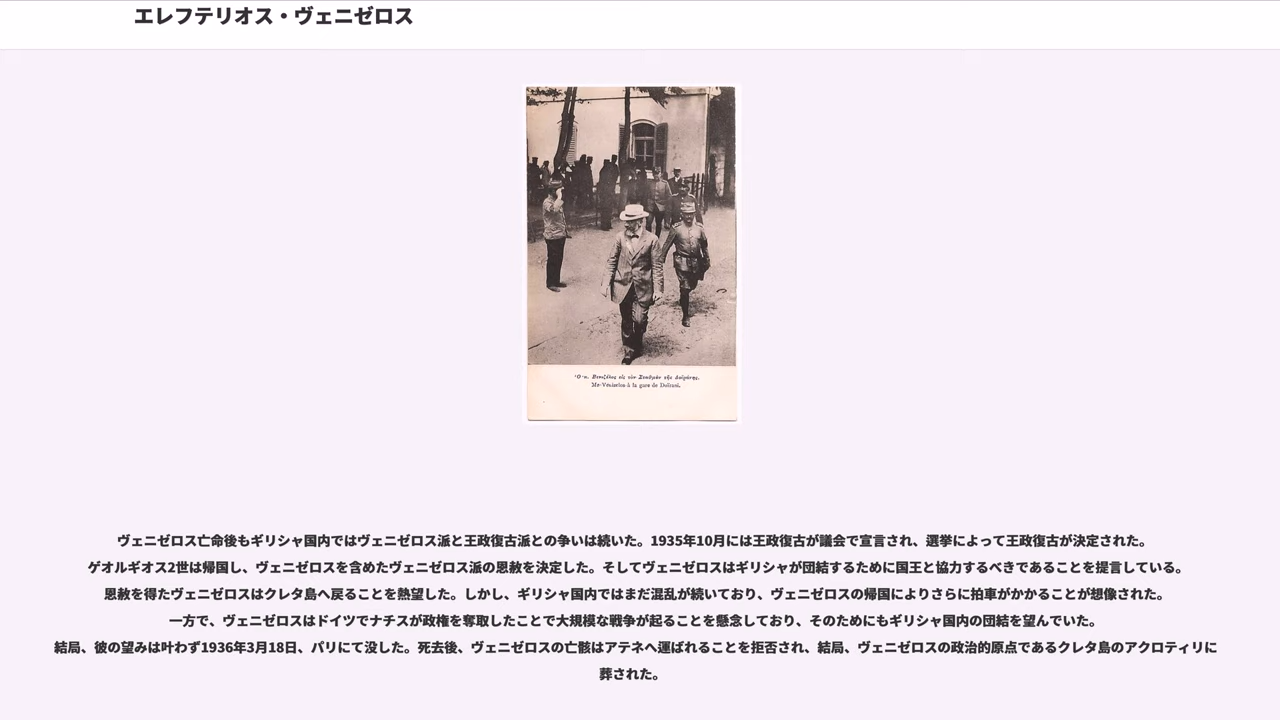 エレフテリオス・ヴェニゼロス
Ὁ κ. Βενιζέλος εἰς τὸν Σταθμὸν τῆς Δοϊράνης.
Mr Venizelos à la gare de Doïrani.
ヴェニゼロス亡命後もギリシャ国内ではヴェニゼロス派と王政復古派との争いは続いた。1935年10月には王政復古が議会で宣言され、選挙によって王政復古が決定された。
ゲオルギオス2世は帰国し、ヴェニゼロスを含めたヴェニゼロス派の恩赦を決定した。そしてヴェニゼロスはギリシャが団結するために国王と協力するべきであることを提言している。
恩赦を得たヴェニゼロスはクレタ島へ戻ることを熱望した。しかし、ギリシャ国内ではまだ混乱が続いており、ヴェニゼロスの帰国によりさらに拍車がかかることが想像された。
一方で、ヴェニゼロスはドイツでナチスが政権を奪取したことで大規模な戦争が起ることを懸念しており、そのためにもギリシャ国内の団結を望んでいた。
結局、彼の望みは叶わず1936年3月18日、パリにて没した。死去後、ヴェニゼロスの亡骸はアテネへ運ばれることを拒否され、結局、ヴェニゼロスの政治的原点であるクレタ島のアクロティリに
葬された。